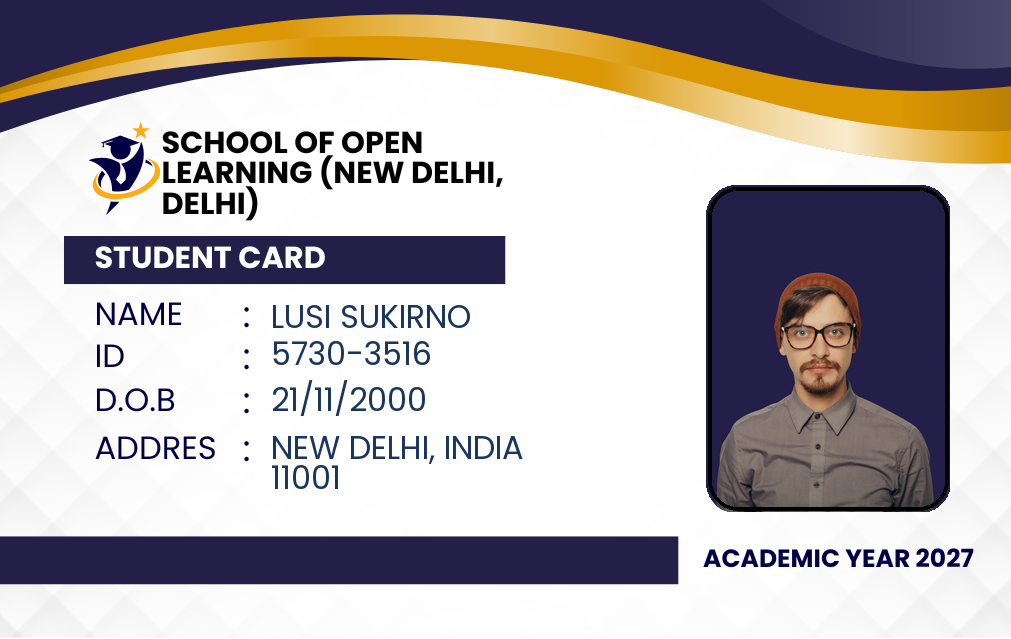 SCHOOL OF OPEN
LEARNING (NEW DELHI,
DELHI)
STUDENT CARD
NAME : LUSI SUKIRNO
ID : 5730-3516
D.O.B : 21/11/2000
ADDRES : NEW DELHI, INDIA
11001
ACADEMIC YEAR 2027